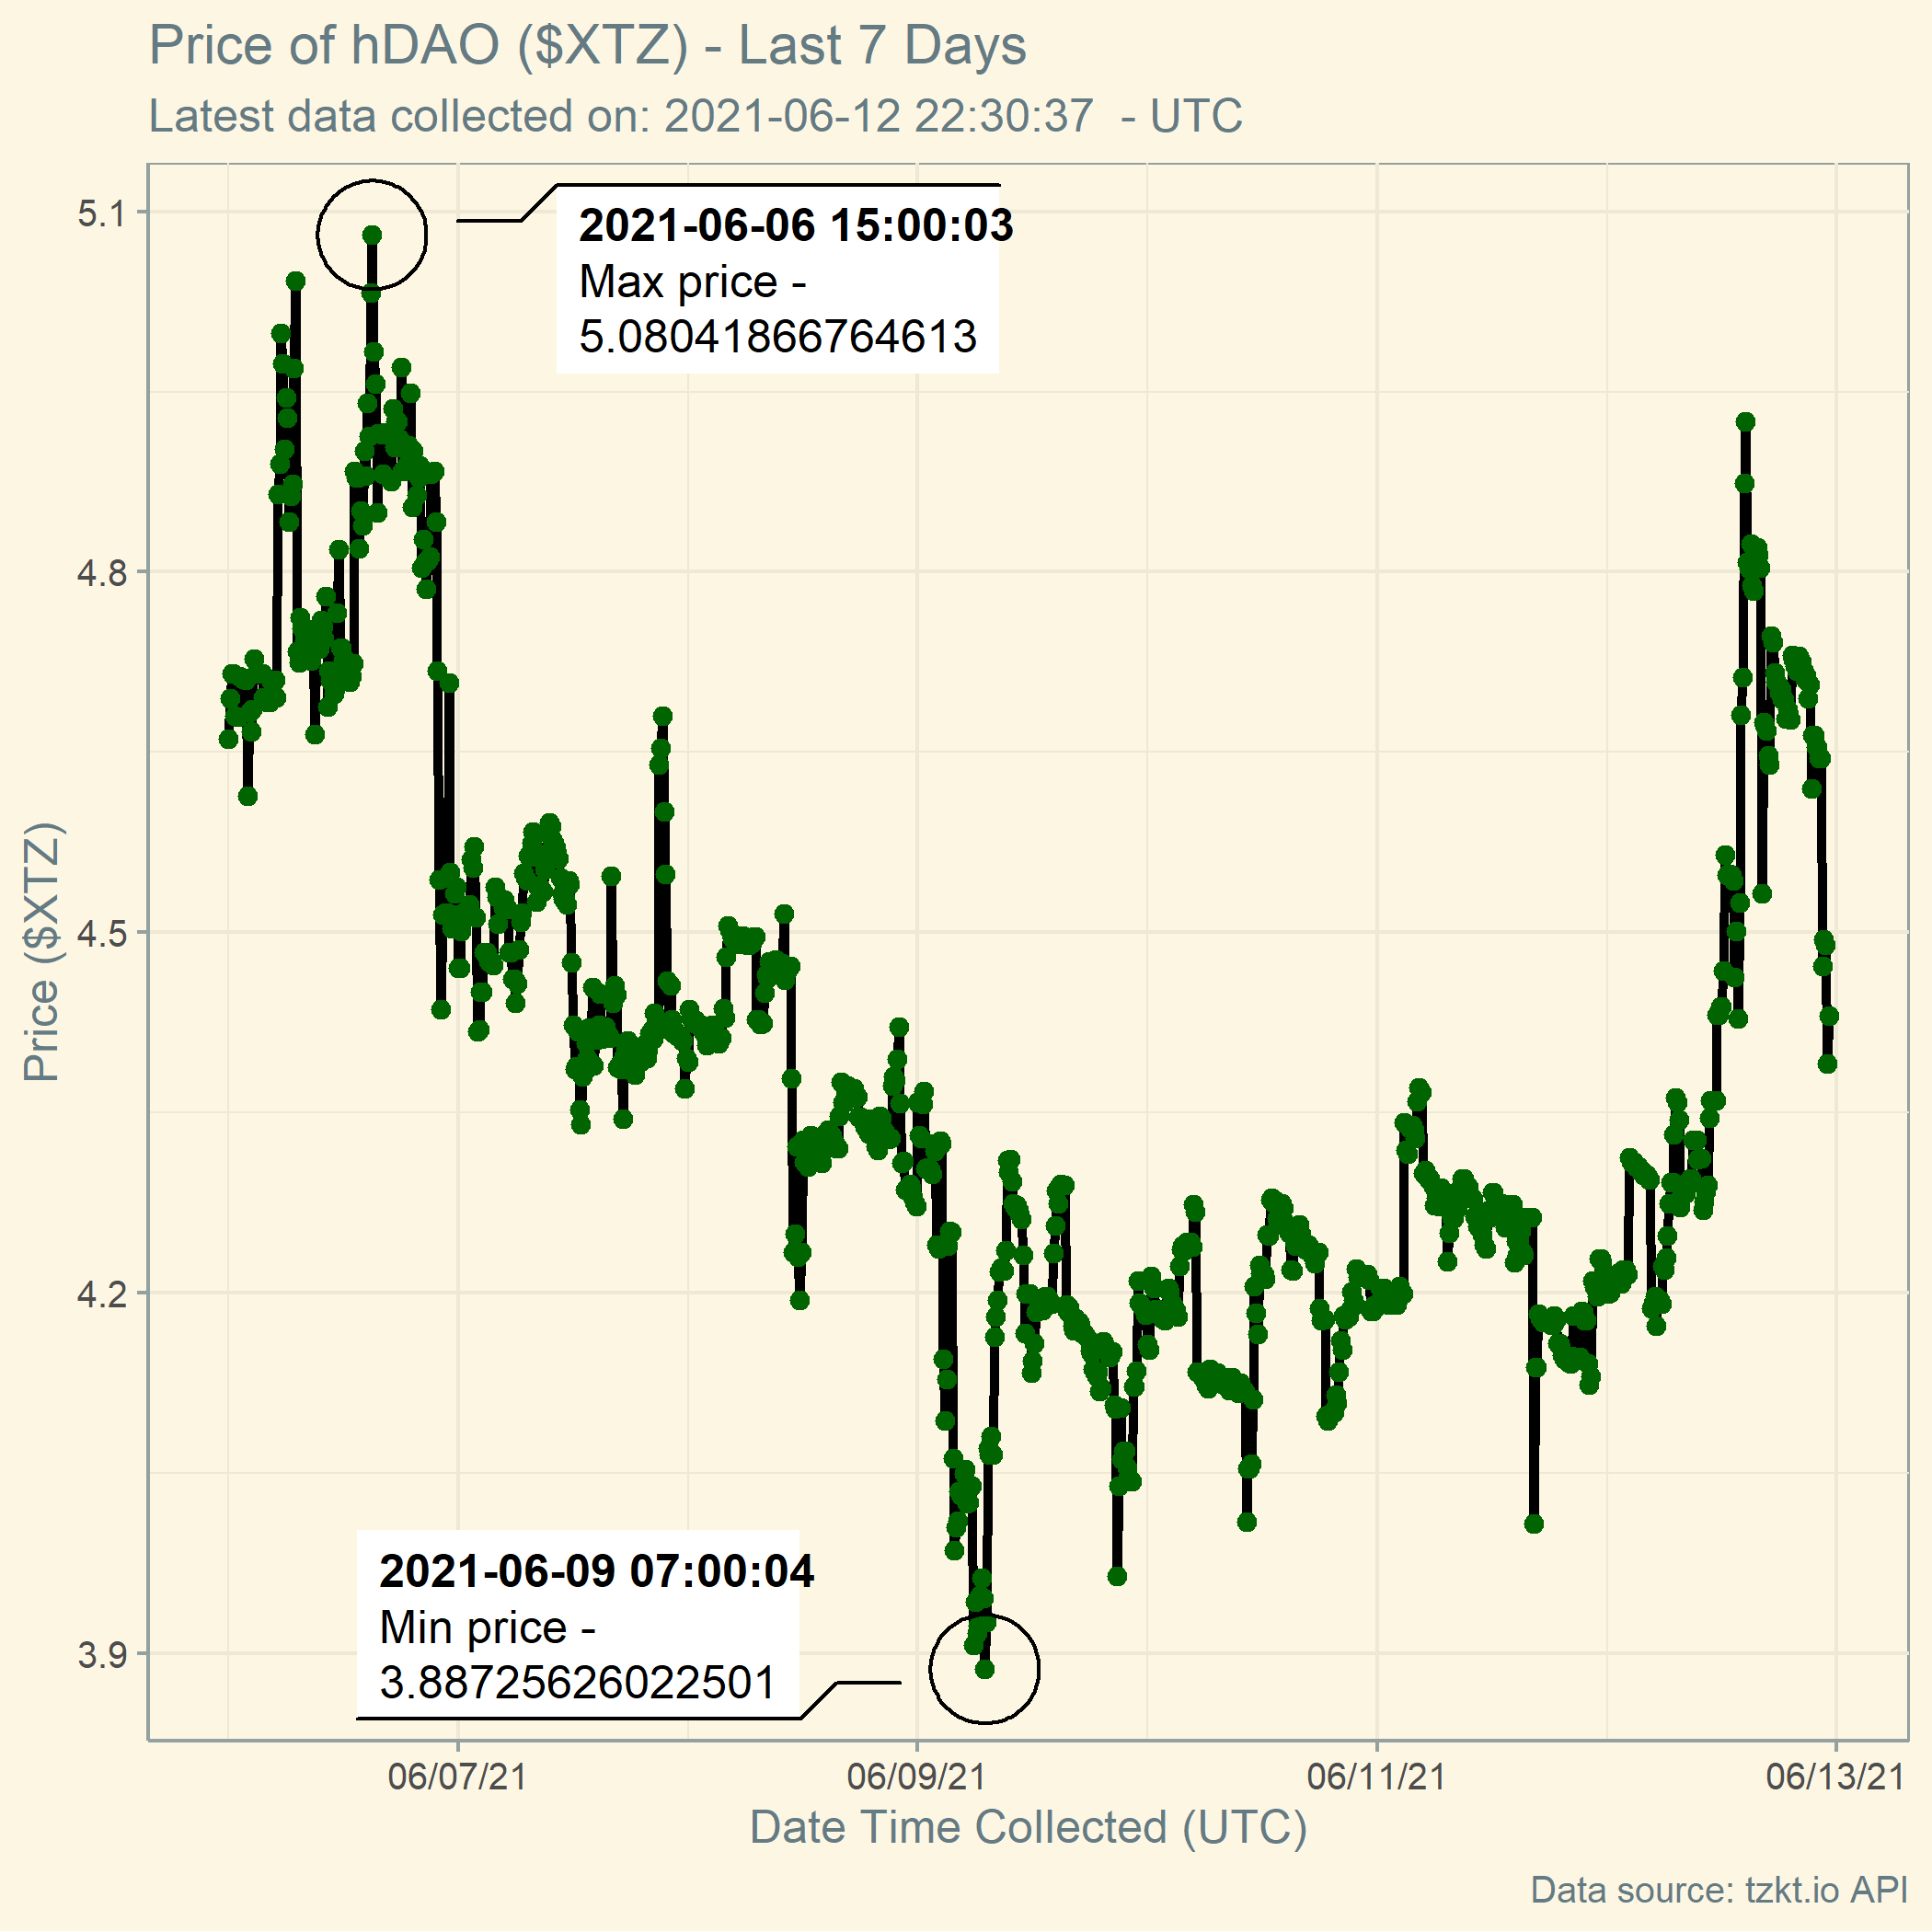 Price of hDAO ($XTZ) - Last 7 Days
Latest data collected on: 2021-06-12 22:30:37  - UTC
5.1
4.8
4.5
4.2
3.9
Price ($XTZ)
2021-06-06 15:00:03
Max price -
5.08041866764613
2021-06-09 07:00:04
Min price -
3.88725626022501
06/07/21
06/09/21
06/11/21
06/13/21
Date Time Collected (UTC)
Data source: tzkt.io API